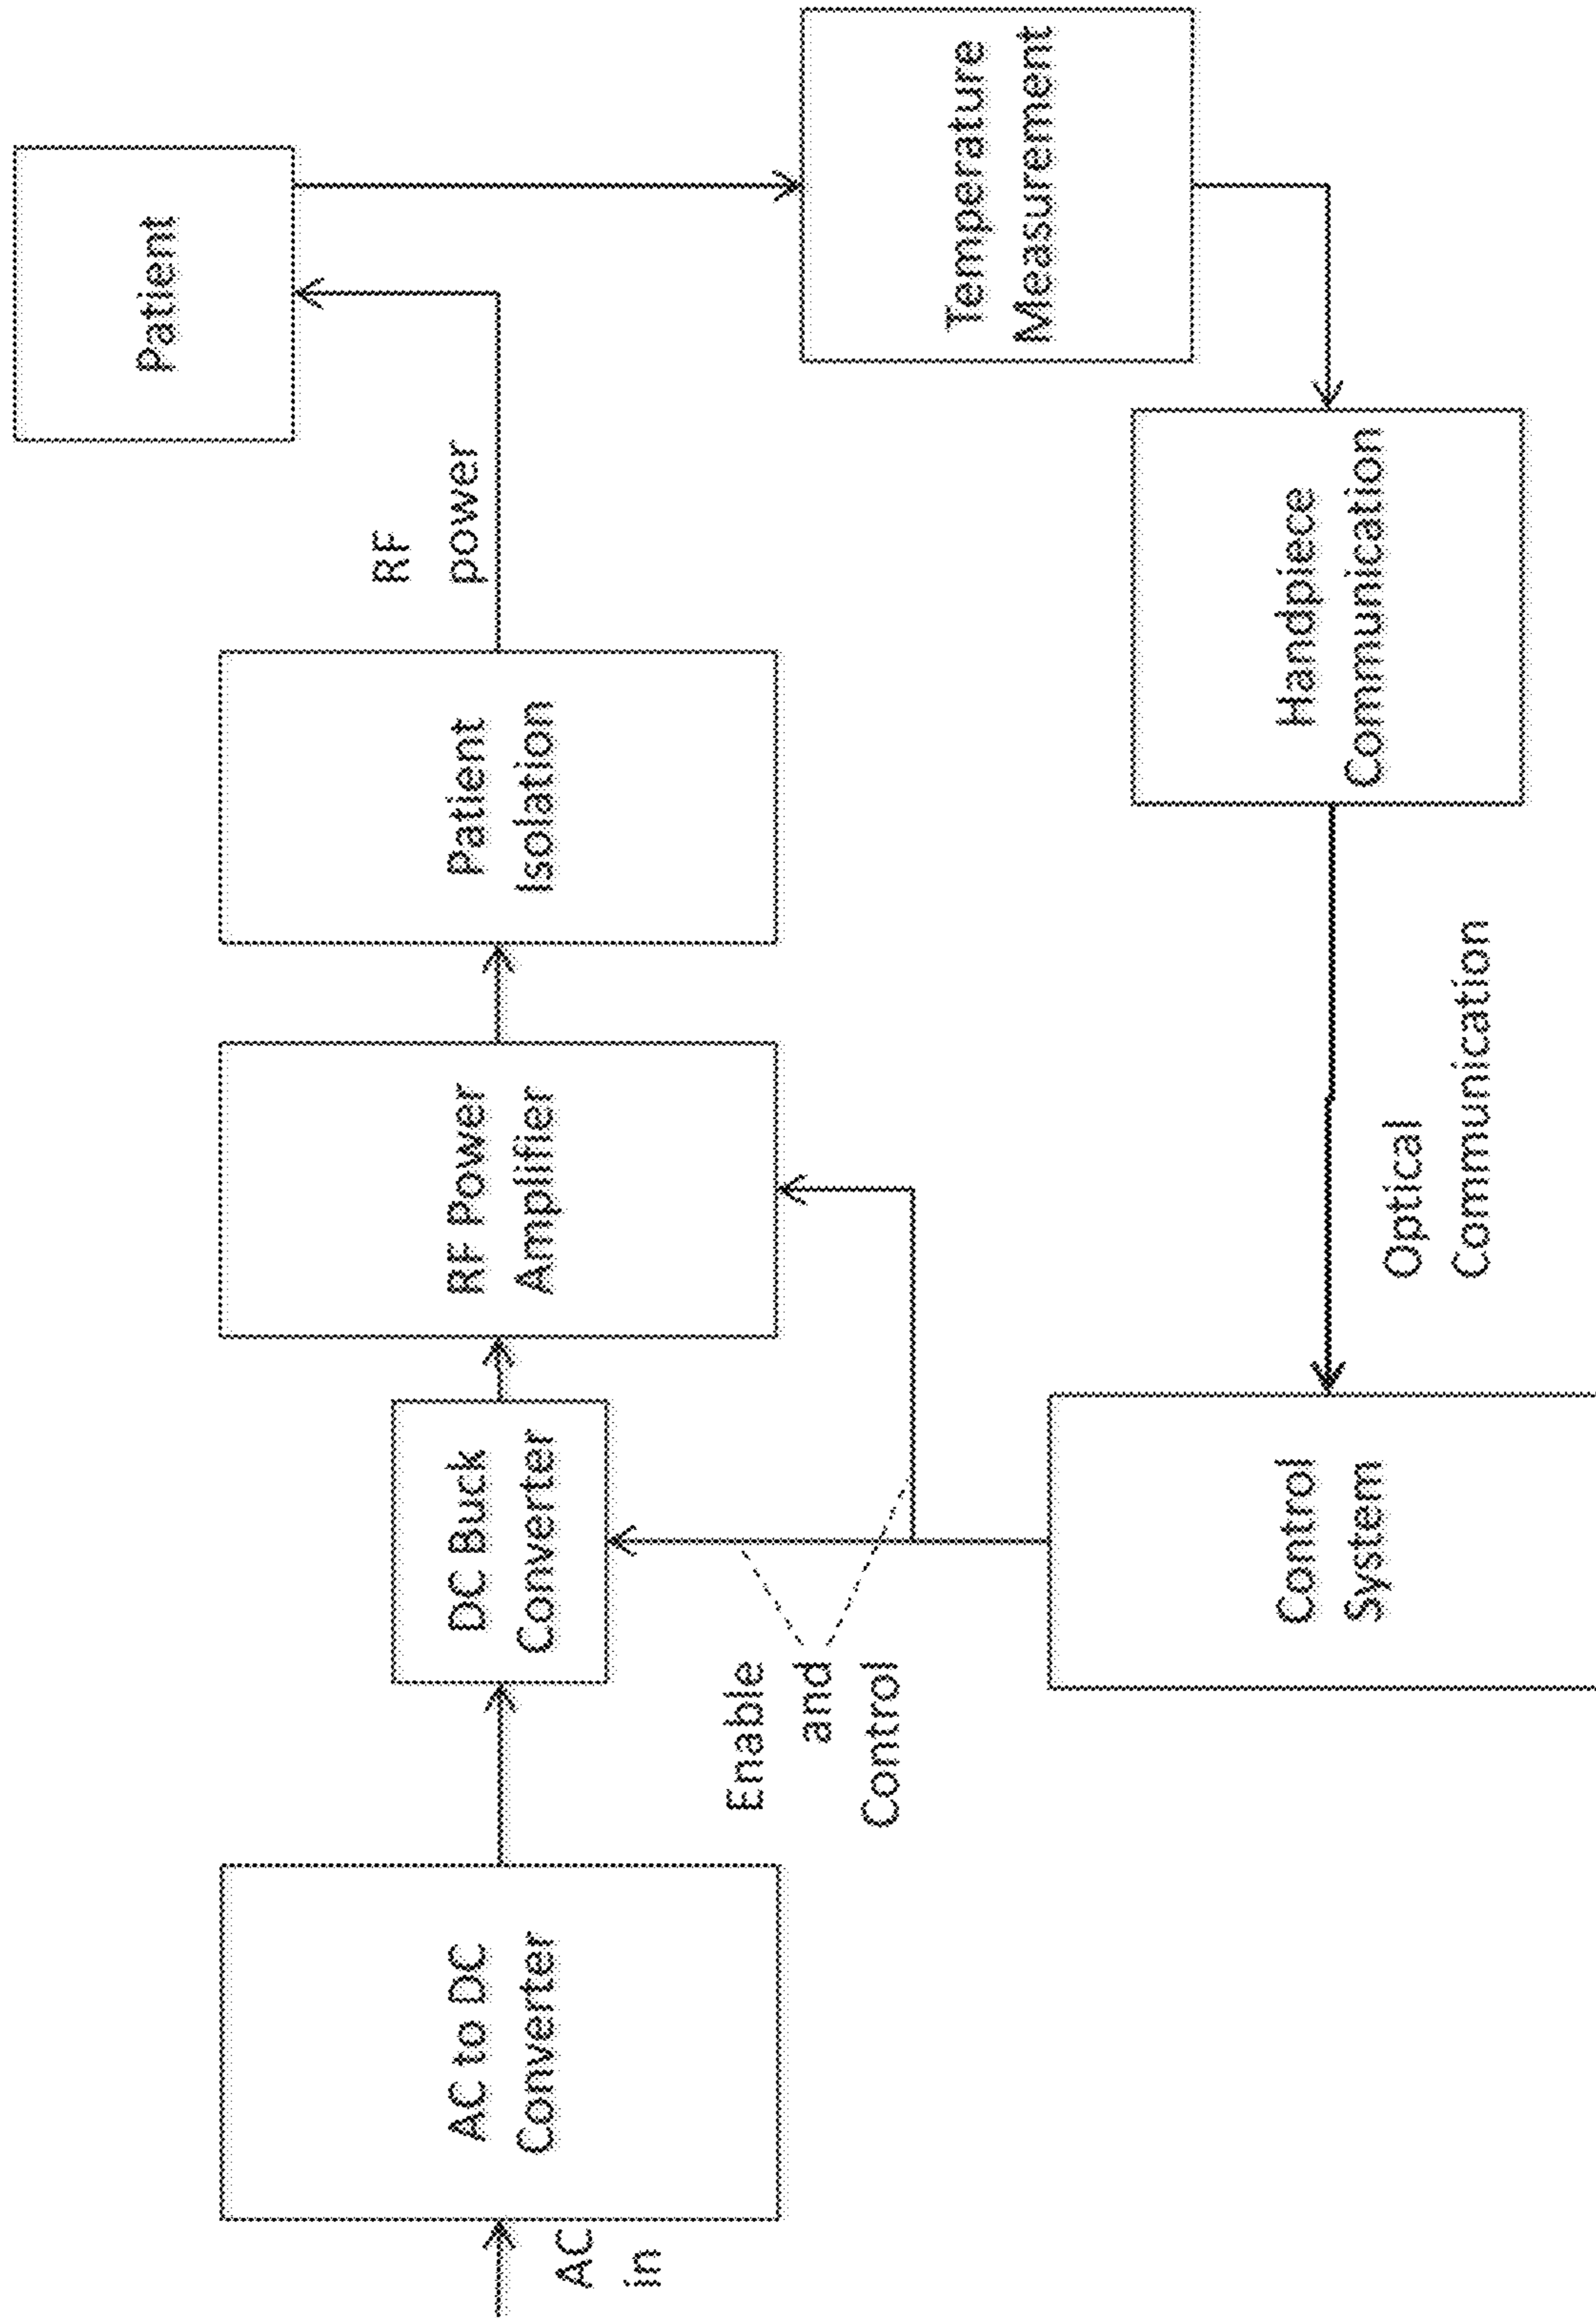 AC
in
AC to DC
Converter
DC Buck
Converter
RF Power
Amplifier
Patient
Isolation
RF
power
Patient
Enable
and
Control
Temperature
Measurement
Control
System
Optical
Communication
Handpiece
Communication